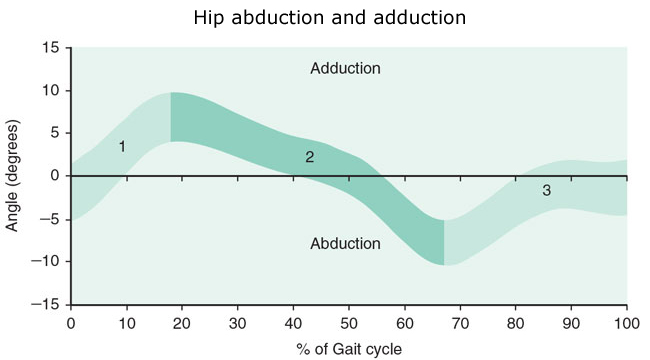 Hip abduction and adduction
15
10
5
0
−5
−10
−15
Angle (degrees)
Adduction
1
2
3
Abduction
0 10 20 30 40 50 60 70 80 90 100
% of Gait cycle